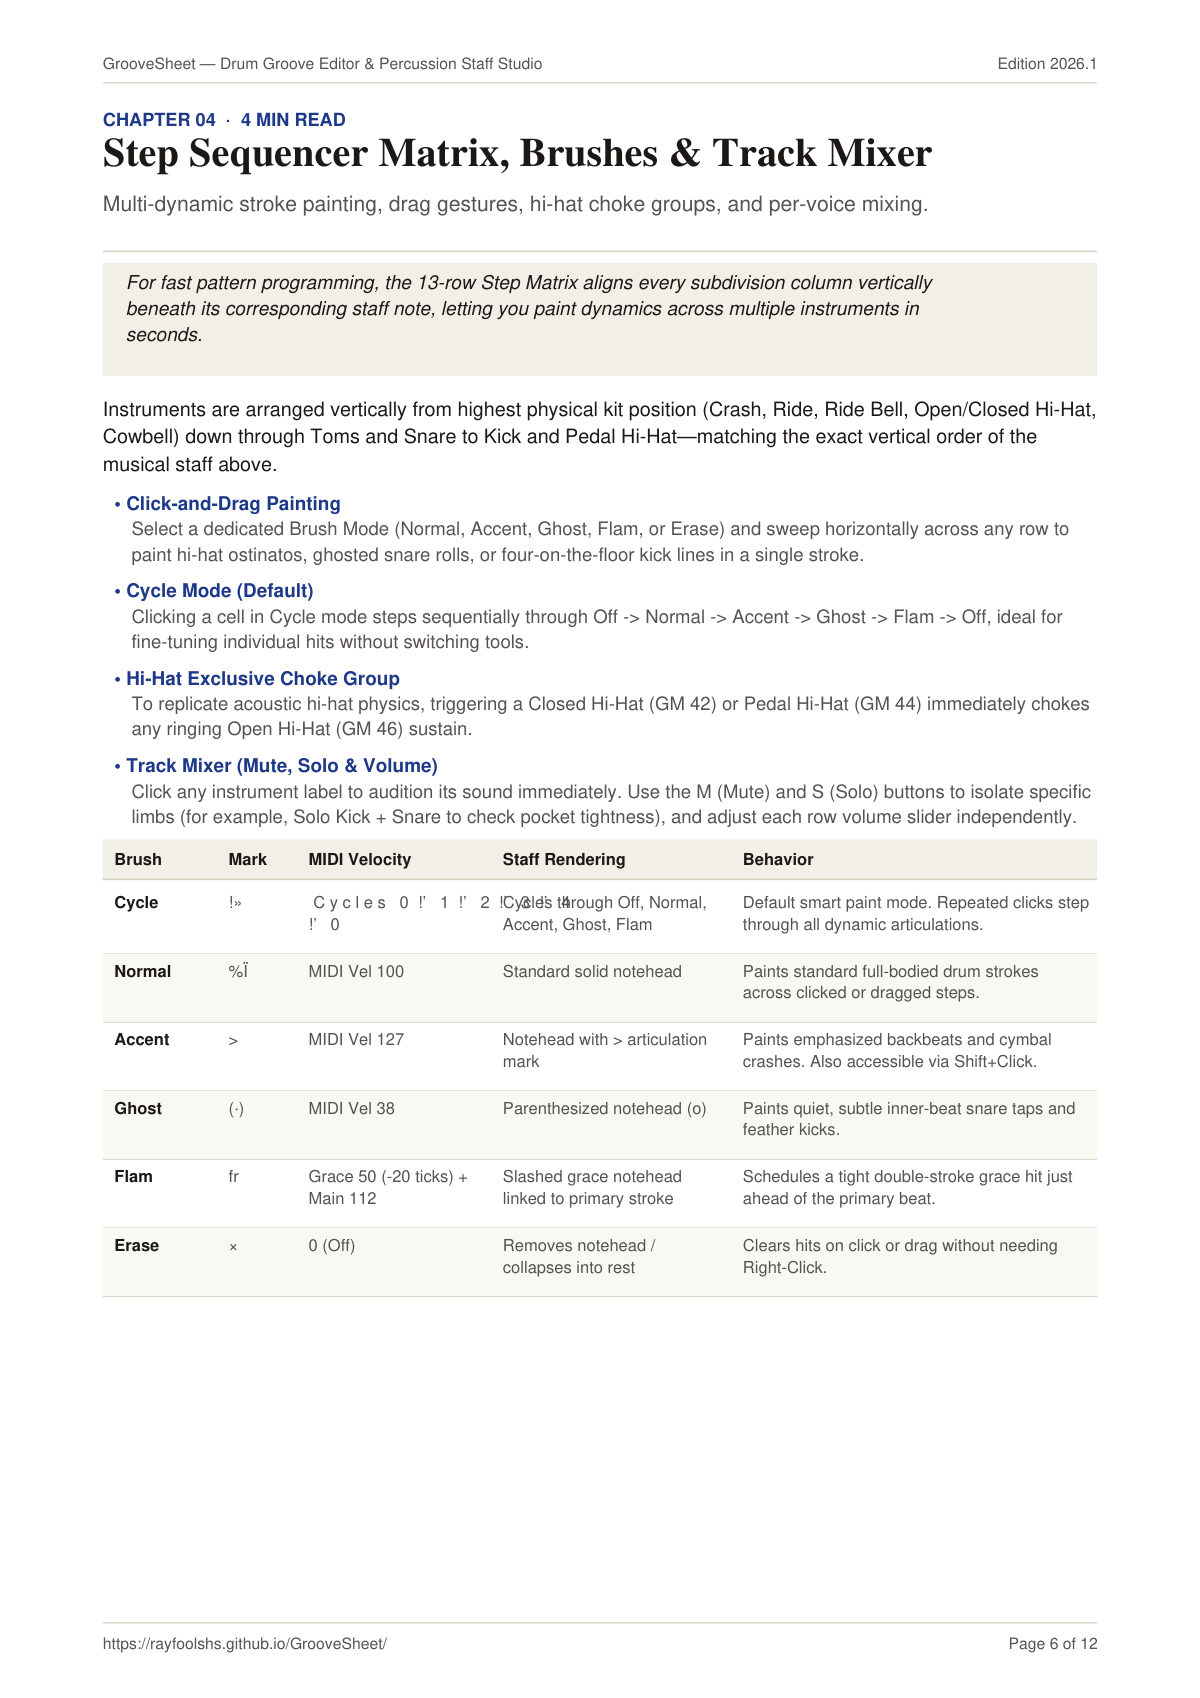 GrooveSheet — Drum Groove Editor & Percussion Staff Studio
Edition 2026.1
CHAPTER 04 · 4 MIN READ
Step Sequencer Matrix, Brushes & Track Mixer
Multi-dynamic stroke painting, drag gestures, hi-hat choke groups, and per-voice mixing.
For fast pattern programming, the 13-row Step Matrix aligns every subdivision column vertically
beneath its corresponding staff note, letting you paint dynamics across multiple instruments in
seconds.
Instruments are arranged vertically from highest physical kit position (Crash, Ride, Ride Bell, Open/Closed Hi-Hat,
Cowbell) down through Toms and Snare to Kick and Pedal Hi-Hat—matching the exact vertical order of the
musical staff above.
• Click-and-Drag Painting
Select a dedicated Brush Mode (Normal, Accent, Ghost, Flam, or Erase) and sweep horizontally across any row to
paint hi-hat ostinatos, ghosted snare rolls, or four-on-the-floor kick lines in a single stroke.
• Cycle Mode (Default)
Clicking a cell in Cycle mode steps sequentially through Off -> Normal -> Accent -> Ghost -> Flam -> Off, ideal for
fine-tuning individual hits without switching tools.
• Hi-Hat Exclusive Choke Group
To replicate acoustic hi-hat physics, triggering a Closed Hi-Hat (GM 42) or Pedal Hi-Hat (GM 44) immediately chokes
any ringing Open Hi-Hat (GM 46) sustain.
• Track Mixer (Mute, Solo & Volume)
Click any instrument label to audition its sound immediately. Use the M (Mute) and S (Solo) buttons to isolate specific
limbs (for example, Solo Kick + Snare to check pocket tightness), and adjust each row volume slider independently.
Brush Mark MIDI Velocity Staff Rendering Behavior
Cycle !» Cycles 0 !’ 1 !’ 2 !’ 3 !’ 4 Cycles through Off, Normal, Default smart paint mode. Repeated clicks step
!’ 0 Accent, Ghost, Flam through all dynamic articulations.
Normal %Ï MIDI Vel 100 Standard solid notehead Paints standard full-bodied drum strokes
across clicked or dragged steps.
Accent > MIDI Vel 127 Notehead with > articulation Paints emphasized backbeats and cymbal
mark crashes. Also accessible via Shift+Click.
Ghost (·) MIDI Vel 38 Parenthesized notehead (o) Paints quiet, subtle inner-beat snare taps and
feather kicks.
Flam fr Grace 50 (-20 ticks) + Slashed grace notehead Schedules a tight double-stroke grace hit just
Main 112 linked to primary stroke ahead of the primary beat.
Erase × 0 (Off) Removes notehead / Clears hits on click or drag without needing
collapses into rest Right-Click.
https://rayfoolshs.github.io/GrooveSheet/
Page 6 of 12